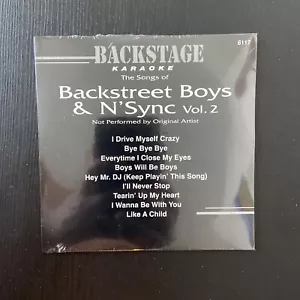 BACKSTAGE
6117
KARAOKE
The Songs of
Backstreet Boys
& N'Sync Vol. 2
Not Performed by Original Artist
I Drive Myself Crazy
Bye Bye Bye
Everytime I Close My Eyes
Boys Will Be Boys
Hey Mr. DJ (Keep Playin' This Song)
I'll Never Stop
Tearin' Up My Heart
I Wanna Be With You
Like A Child